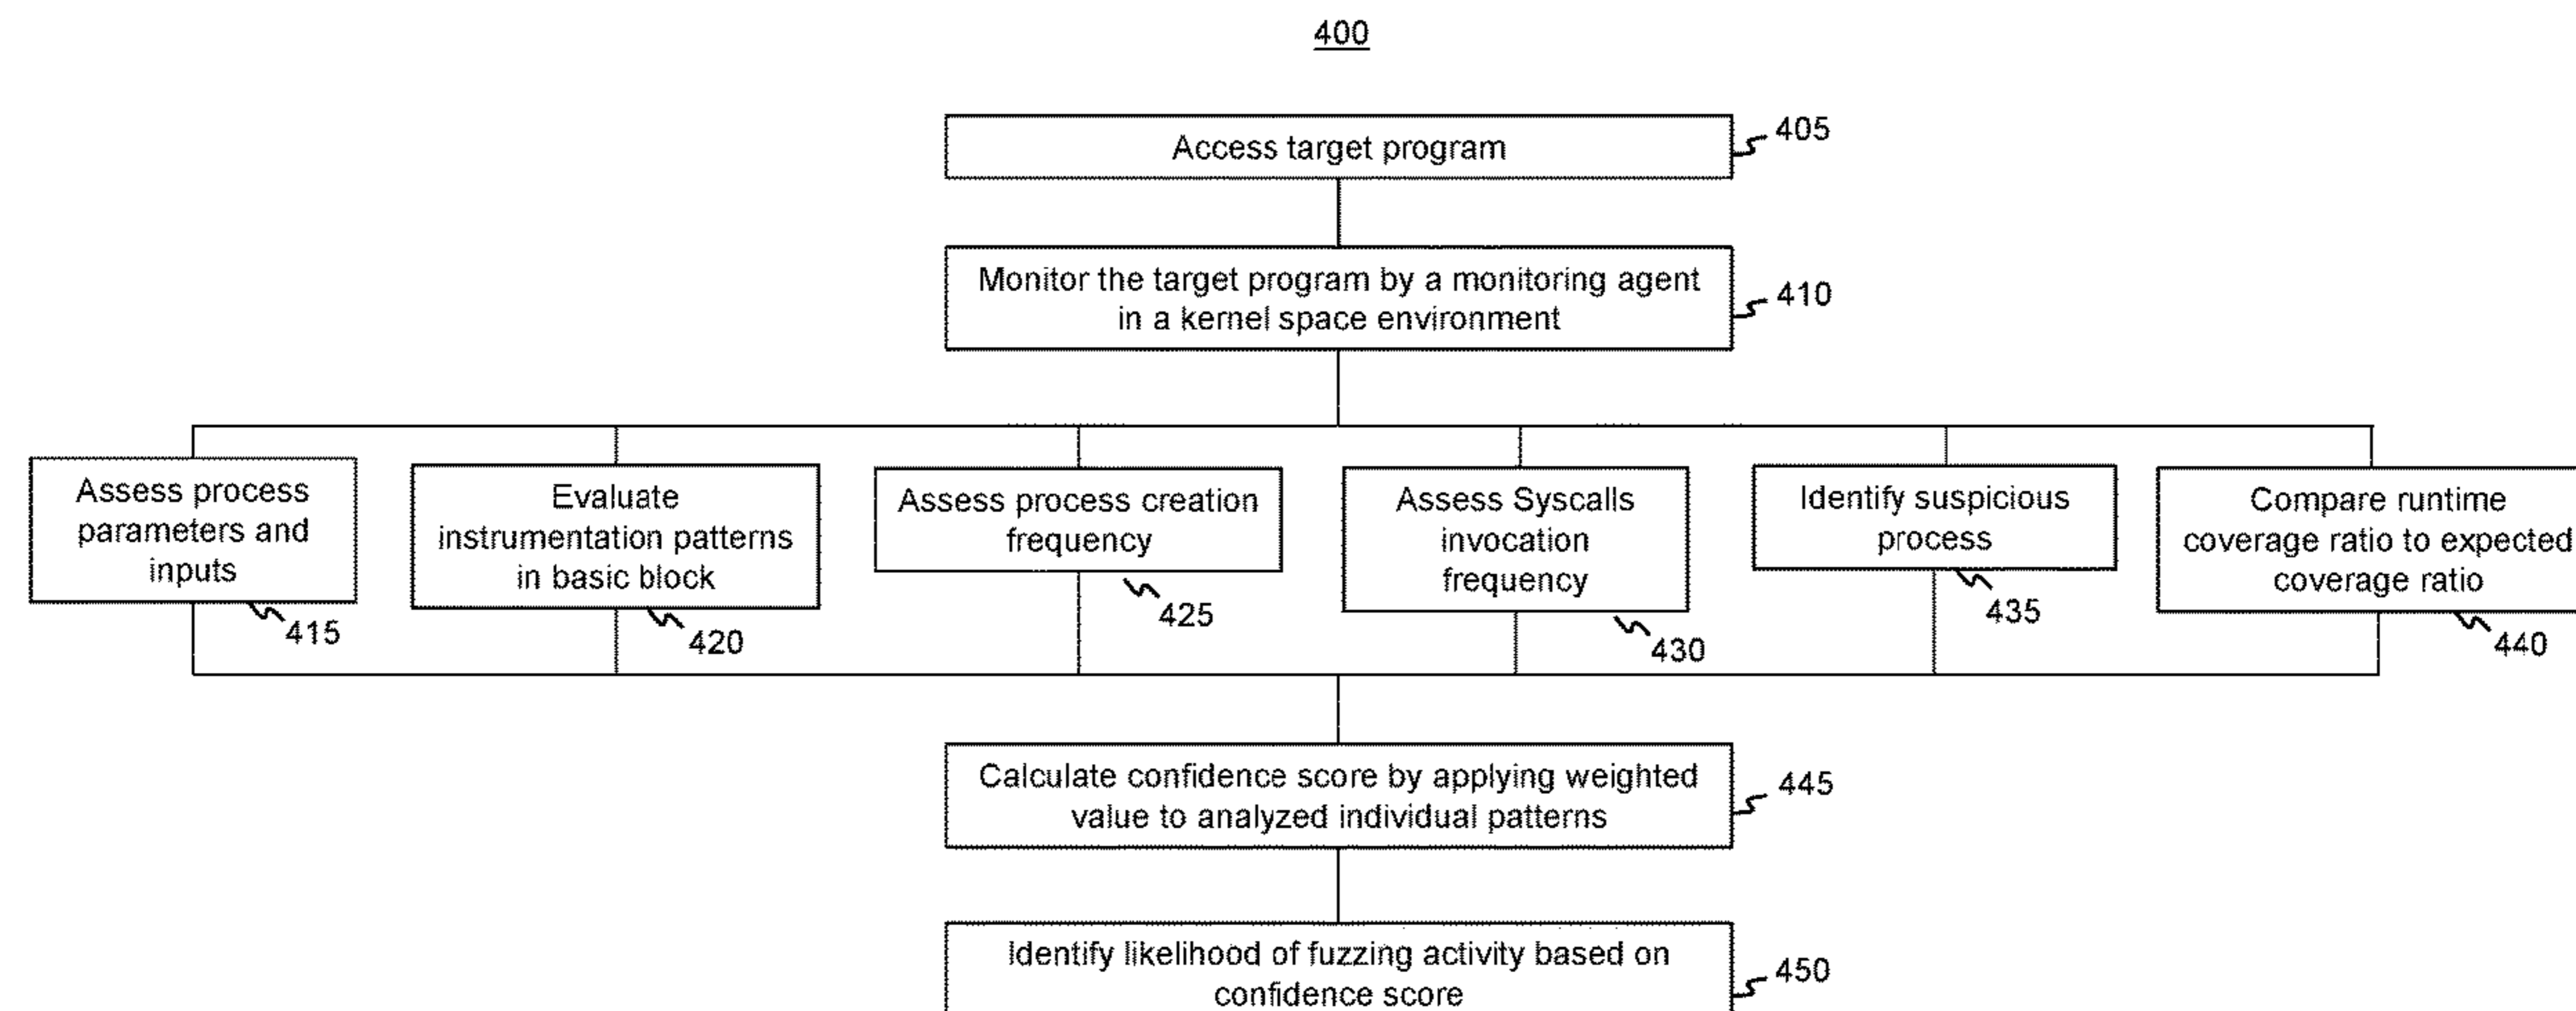 400
Access target program
405
Monitor the target program by a monitoring agent
in a kernel space environment
410
Assess process
parameters and
inputs
415
Evaluate
instrumentation patterns
in basic block
420
Assess process creation
frequency
425
Assess Syscalls
invocation
frequency
430
Identify suspicious
process
435
Compare runtime
coverage ratio to expected
coverage ratio
440
Calculate confidence score by applying weighted
value to analyzed individual patterns
445
Identify likelihood of fuzzing activity based on
confidence score
450